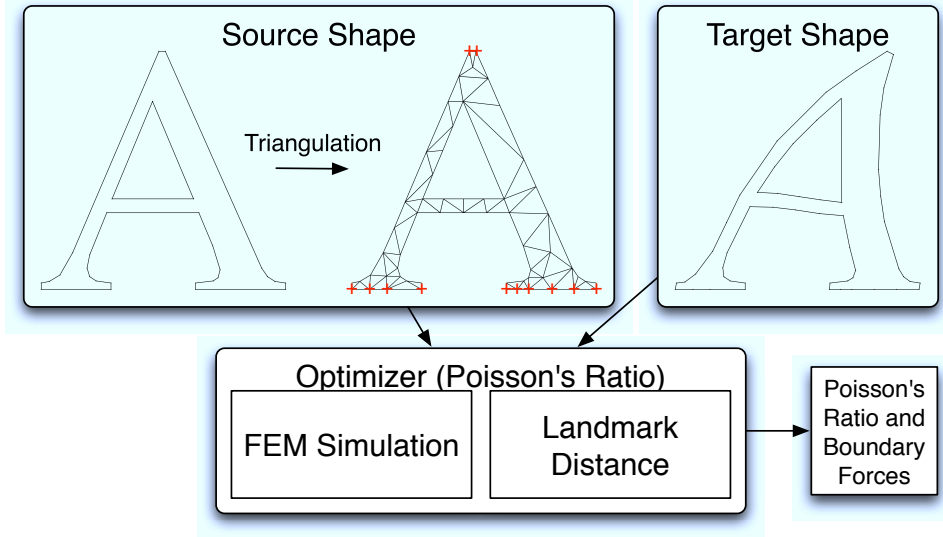 Source Shape
Target Shape
Triangulation
Optimizer (Poisson's Ratio)
FEM Simulation
Landmark
Distance
Poisson's
Ratio and
Boundary
Forces